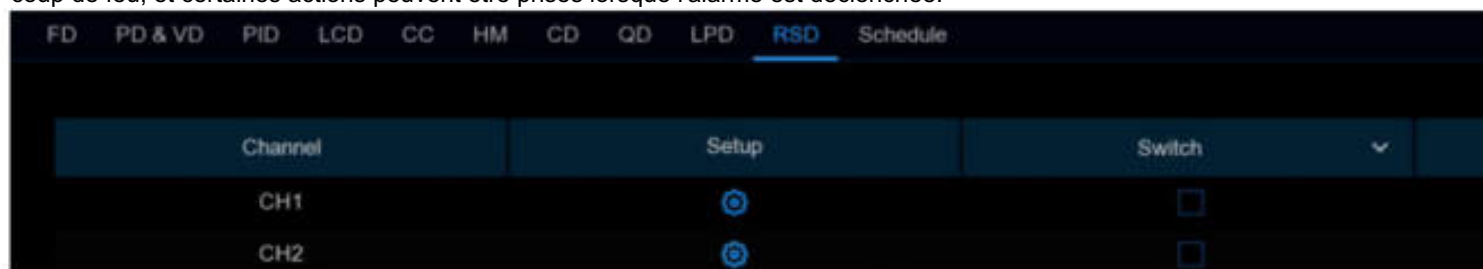 coup de feu, et certaines actions peuvent être prises lorsque l'alarme est déclenchée.
FD PD & VD PID LCD CC HM CD QD LPD RSD Schedule
Channel Setup Switch
CH1
CH2